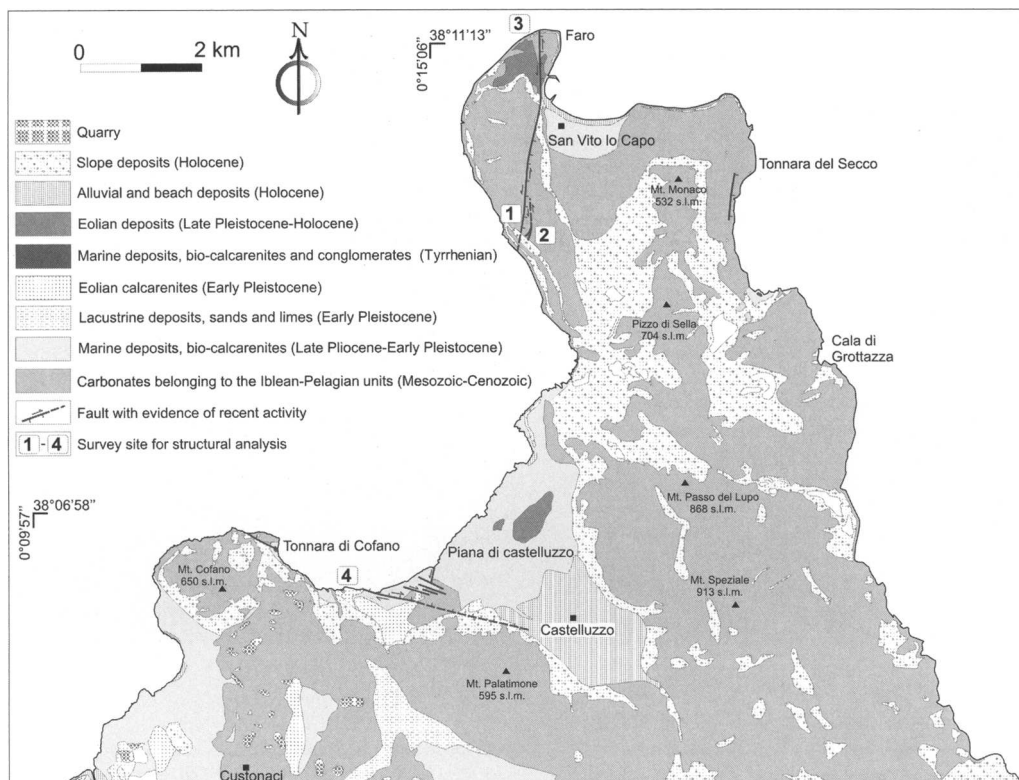 0 2 km
N
Quarry
Slope deposits (Holocene)
Alluvial and beach deposits (Holocene)
Eolian deposits (Late Pleistocene-Holocene)
Marine deposits, bio-calcarenites and conglomerates (Tyrrhenian)
Eolian calcarenites (Early Pleistocene)
Lacustrine deposits, sands and limes (Early Pleistocene)
Marine deposits, bio-calcarenites (Late Pliocene-Early Pleistocene)
Carbonates belonging to the Iblean-Pelagian units (Mesozoic-Cenozoic)
Fault with evidence of recent activity
1 - 4 Survey site for structural analysis
3
38°11'13"
0°15'06"
Faro
San Vito lo Capo
Tonnara del Secco
Mt. Monaco
532 s.l.m.
1
2
Pizzo di Sella
704 s.l.m.
Cala di
Grottazza
Mt. Passo del Lupo
868 s.l.m.
38°06'58"
0°09'57"
Tonnara di Cofano
Piana di castelluzzo
Mt. Cofano
650 s.l.m.
4
Mt. Speziale
913 s.l.m.
Castelluzzo
Mt. Palatimone
595 s.l.m.
Custonaci